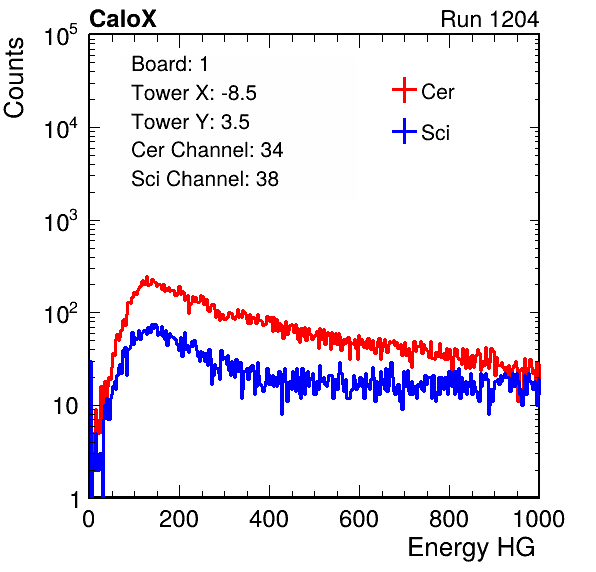 CaloX Run 1204
Counts
Board: 1
Tower X: -8.5
Tower Y: 3.5
Cer Channel: 34
Sci Channel: 38
Cer
Sci
10^5
10^4
10^3
10^2
10
1
0 200 400 600 800 1000
Energy HG